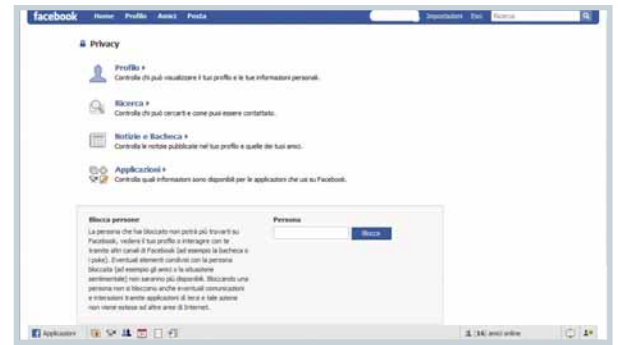 facebook Home Profilo Amici Posta Impostazioni Esci Ricerca
Privacy
Profilo
Controlla chi può visualizzare il tuo profilo e le tue informazioni personali.
Ricerca
Controlla chi può cercarti e come puoi essere contattato.
Notizie e Bacheca
Controlla le notizie pubblicate nel tuo profilo e quelle dei tuoi amici.
Applicazioni
Controlla quali informazioni sono disponibili per le applicazioni che usi su Facebook.
Blocca persone
La persona che hai bloccato non potrà più trovarti su
Facebook, vedere il tuo profilo o interagire con te
tramite altri canali di Facebook (ad esempio la bacheca o
i poke). Eventuali elementi condivisi con la persona
bloccata (ad esempio gli amici o la situazione
sentimentale) non saranno più disponibili. Bloccando una
persona non si bloccano anche eventuali comunicazioni
e interazioni tramite applicazioni di terzi e tale azione
non viene estesa ad altre aree di Internet.
Persona
Blocca
Applicazioni
(16) amici online